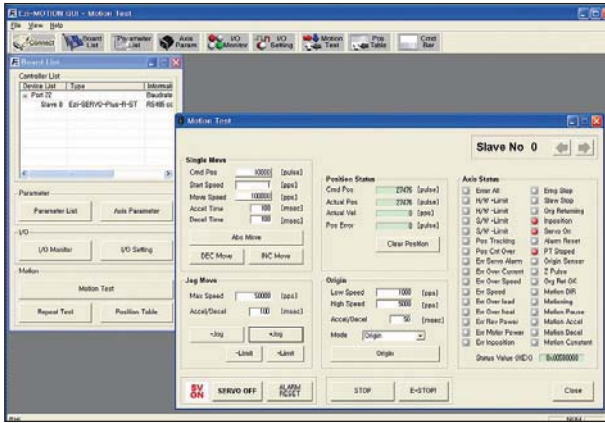 Ezi-MOTION GUI - Motion Test
File View Help
Connect Board List Parameter List Axis Param I/O Monitor I/O Setting Motion Test Pos Table Cmd Bar
Board List
Controller List
Device List Type Informati
Port 22 Baudrate
Slave 0 Ezi-SERVO-Plus-R-ST RS485 co
Parameter
Parameter List Axis Parameter
I/O
I/O Monitor I/O Setting
Motion
Motion Test
Repeat Test Position Table
Motion Test
Slave No 0
Single Move
Cmd Pos 10000 [pulse]
Start Speed 1 [pps]
Move Speed 100000 [pps]
Accel Time 100 [msec]
Decel Time 100 [msec]
Abs Move
DEC Move INC Move
Jog Move
Max Speed 50000 [pps]
Accel/Decel 100 [msec]
-Jog +Jog
-Limit +Limit
Position Status
Cmd Pos 27476 [pulse]
Actual Pos 27476 [pulse]
Actual Vel 0 [pps]
Pos Error 0 [pulse]
Clear Position
Origin
Low Speed 1000 [pps]
High Speed 5000 [pps]
Accel/Decel 50 [msec]
Mode Origin
Origin
Axis Status
Error All Emg Stop
H/W +Limit Slow Stop
H/W -Limit Org Returning
S/W +Limit Inposition
S/W -Limit Servo On
Pos Tracking Alarm Reset
Pos Cnt Over PT Stoped
Err Servo Alarm Origin Sensor
Err Over Current Z Pulse
Err Over Speed Org Ret OK
Err Speed Motion DIR
Err Over load Motioning
Err Over heat Motion Pause
Err Rev Power Motion Accel
Err Motor Power Motion Decel
Err Inposition Motion Constant
Status Value (HEX)
SV ON SERVO OFF ALARM RESET STOP E-STOP! Close